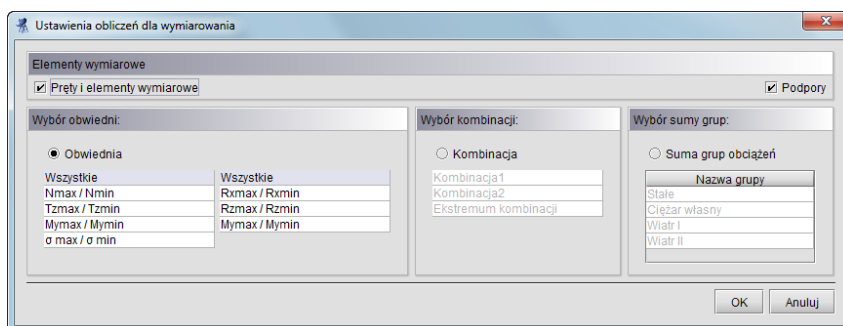 Ustawienia obliczeń dla wymiarowania
Elementy wymiarowe
Pręty i elementy wymiarowe
Podpory
Wybór obwiedni:
Obwiednia
Wszystkie Wszystkie
Nmax / Nmin Rxmax / Rxmin
Tzmax / Tzmin Rzmax / Rzmin
Mymax / Mymin Mymax / Mymin
σ max / σ min
Wybór kombinacji:
Kombinacja
Kombinacja1
Kombinacja2
Ekstremum kombinacji
Wybór sumy grup:
Suma grup obciążeń
Nazwa grupy
Stałe
Ciężar własny
Wiatr I
Wiatr II
OK Anuluj